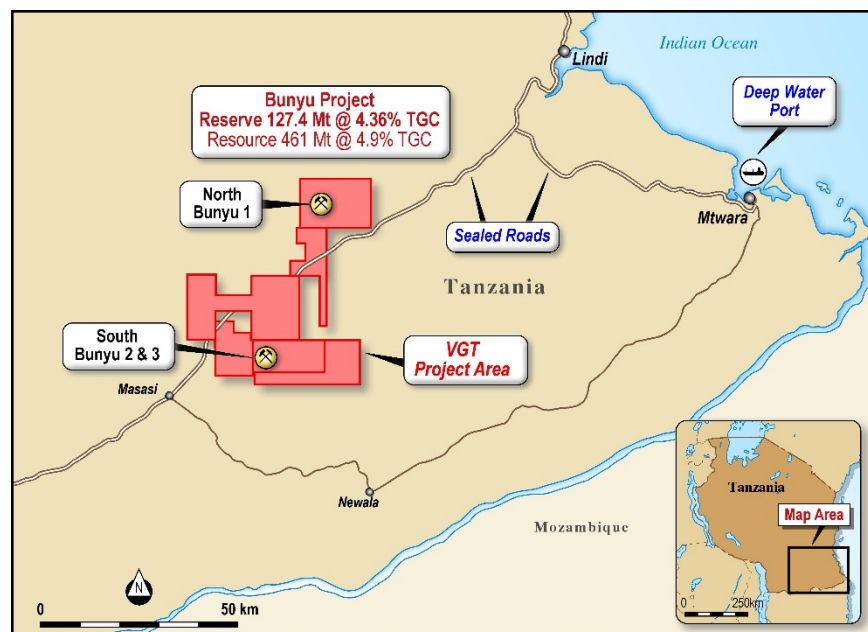 Indian Ocean
Lindi
Bunyu Project
Reserve 127.4 Mt @ 4.36% TGC
Resource 461 Mt @ 4.9% TGC
Deep Water
Port
North
Bunyu 1
Mtwara
Sealed Roads
Tanzania
South
Bunyu 2 & 3
VGT
Project Area
Masasi
Newala
Mozambique
Tanzania
Map Area
N
0
50 km
0
250km